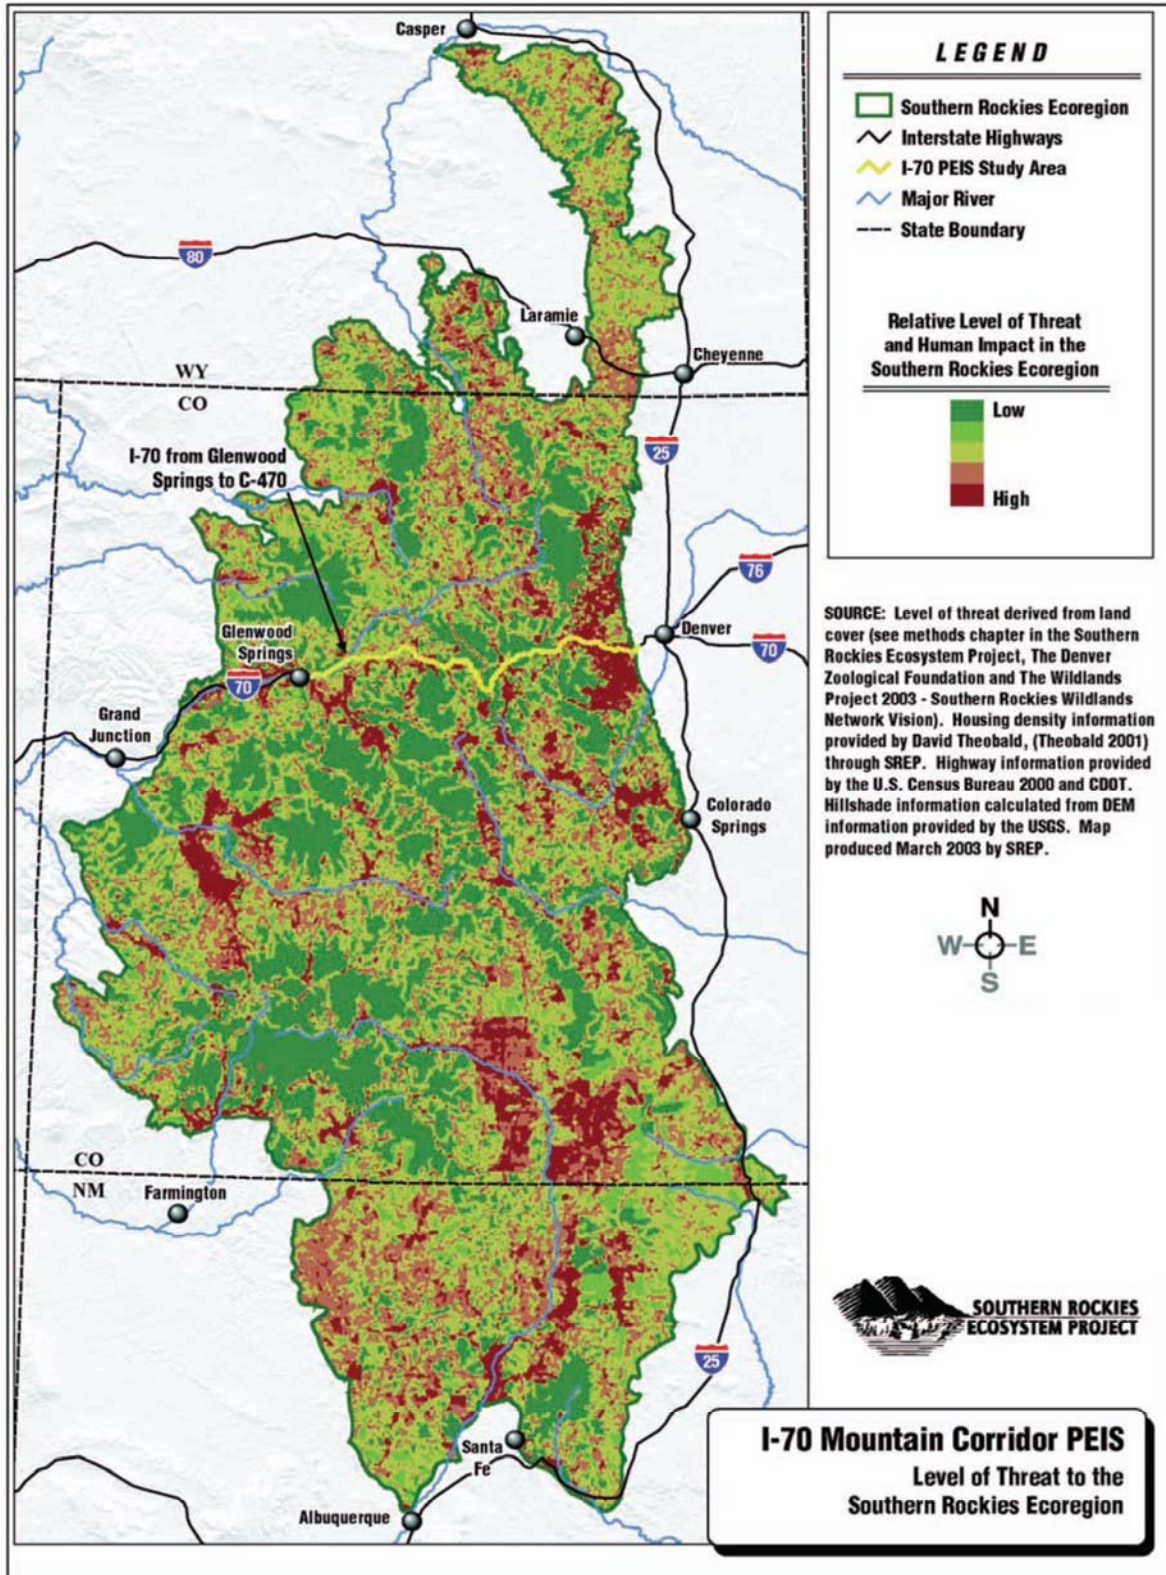 Casper
80
Laramie
Cheyenne
WY
CO
25
I-70 from Glenwood
Springs to C-470
76
Glenwood
Springs
Denver
70
70
Grand
Junction
Colorado
Springs
CO
NM
Farmington
25
Santa
Fe
Albuquerque
LEGEND
Southern Rockies Ecoregion
Interstate Highways
I-70 PEIS Study Area
Major River
State Boundary
Relative Level of Threat
and Human Impact in the
Southern Rockies Ecoregion
Low
High
SOURCE: Level of threat derived from land
cover (see methods chapter in the Southern
Rockies Ecosystem Project, The Denver
Zoological Foundation and The Wildlands
Project 2003 - Southern Rockies Wildlands
Network Vision). Housing density information
provided by David Theobald, (Theobald 2001)
through SREP. Highway information provided
by the U.S. Census Bureau 2000 and CDOT.
Hillshade information calculated from DEM
information provided by the USGS. Map
produced March 2003 by SREP.
N
W E
S
SOUTHERN ROCKIES
ECOSYSTEM PROJECT
I-70 Mountain Corridor PEIS
Level of Threat to the
Southern Rockies Ecoregion